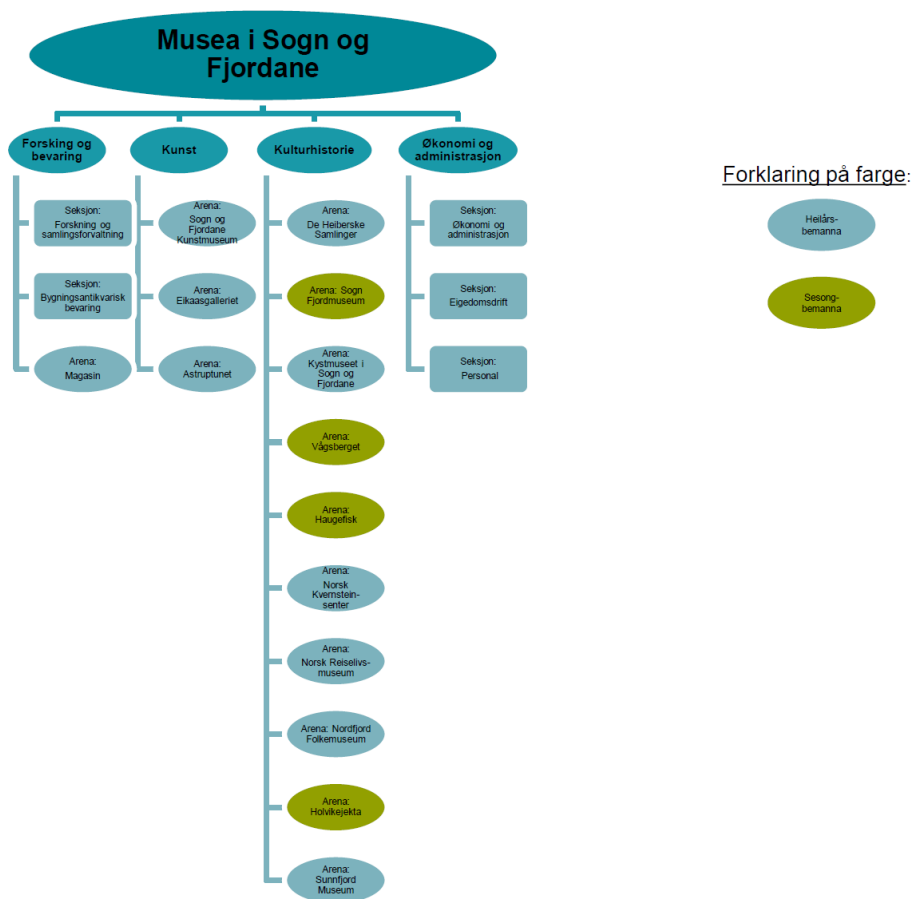 Musea i Sogn og
Fjordane
Forsking og
bevaring
Kunst
Kulturhistorie
Økonomi og
administrasjon
Forklaring på farge:
Heilårs-
bemanna
Sesong-
bemanna
Seksjon:
Forskning og
samlingsforvaltning
Seksjon:
Bygningsantikvarisk
bevaring
Arena:
Magasin
Arena:
Sogn og
Fjordane
Kunstmuseum
Arena:
Eikaasgalleriet
Arena:
Astruptunet
Arena:
De Heiberske
Samlinger
Arena: Sogn
Fjordmuseum
Arena:
Kystmuseet i
Sogn og
Fjordane
Arena:
Vågsberget
Arena:
Haugefisk
Arena:
Norsk
Kvernstein-
senter
Arena:
Norsk Reiselivs-
museum
Arena: Nordfjord
Folkemuseum
Arena:
Holvikejekta
Arena:
Sunnfjord
Museum
Seksjon:
Økonomi og
administrasjon
Seksjon:
Eigedomsdrift
Seksjon:
Personal